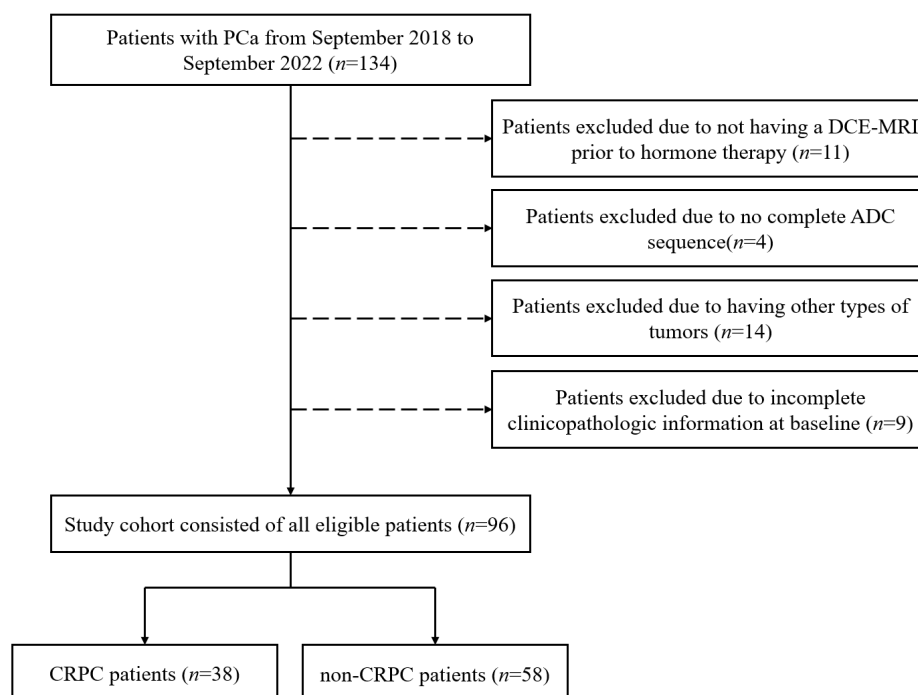 Patients with PCa from September 2018 to
September 2022 (n=134)
Patients excluded due to not having a DCE-MRI
prior to hormone therapy (n=11)
Patients excluded due to no complete ADC
sequence(n=4)
Patients excluded due to having other types of
tumors (n=14)
Patients excluded due to incomplete
clinicopathologic information at baseline (n=9)
Study cohort consisted of all eligible patients (n=96)
CRPC patients (n=38)
non-CRPC patients (n=58)